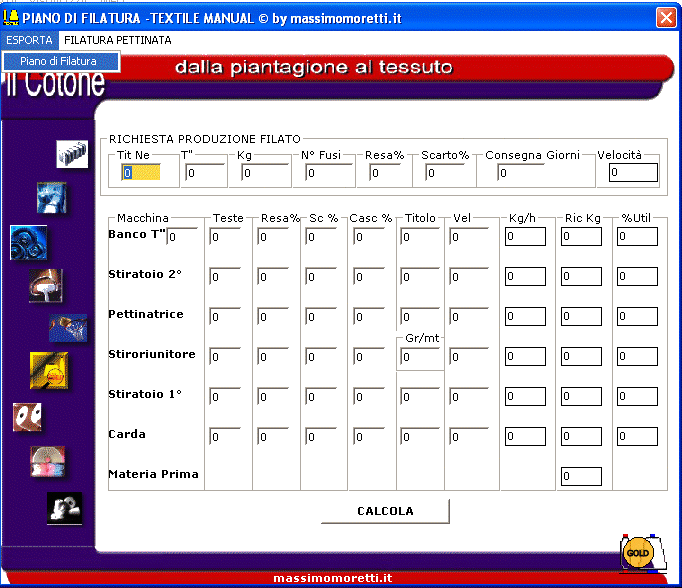 PIANO DI FILATURA -TEXTILE MANUAL © by massimomoretti.it
ESPORTA FILATURA PETTINATA
Piano di Filatura
dalla piantagione al tessuto
Il Cotone
RICHIESTA PRODUZIONE FILATO
Tit Ne T" Kg N° Fusi Resa% Scarto% Consegna Giorni Velocità
0 0 0 0 0 0 0 0
Macchina Teste Resa% Sc % Casc % Titolo Vel Kg/h Ric Kg %Util
Banco T" 0 0 0 0 0 0 0 0 0 0
Stiratoio 2° 0 0 0 0 0 0 0 0 0
Pettinatrice 0 0 0 0 0 0 0 0 0
Gr/mt
Stiroriunitore 0 0 0 0 0 0 0 0 0
Stiratoio 1° 0 0 0 0 0 0 0 0 0
Carda 0 0 0 0 0 0 0 0 0
Materia Prima 0
CALCOLA
GOLD
massimomoretti.it